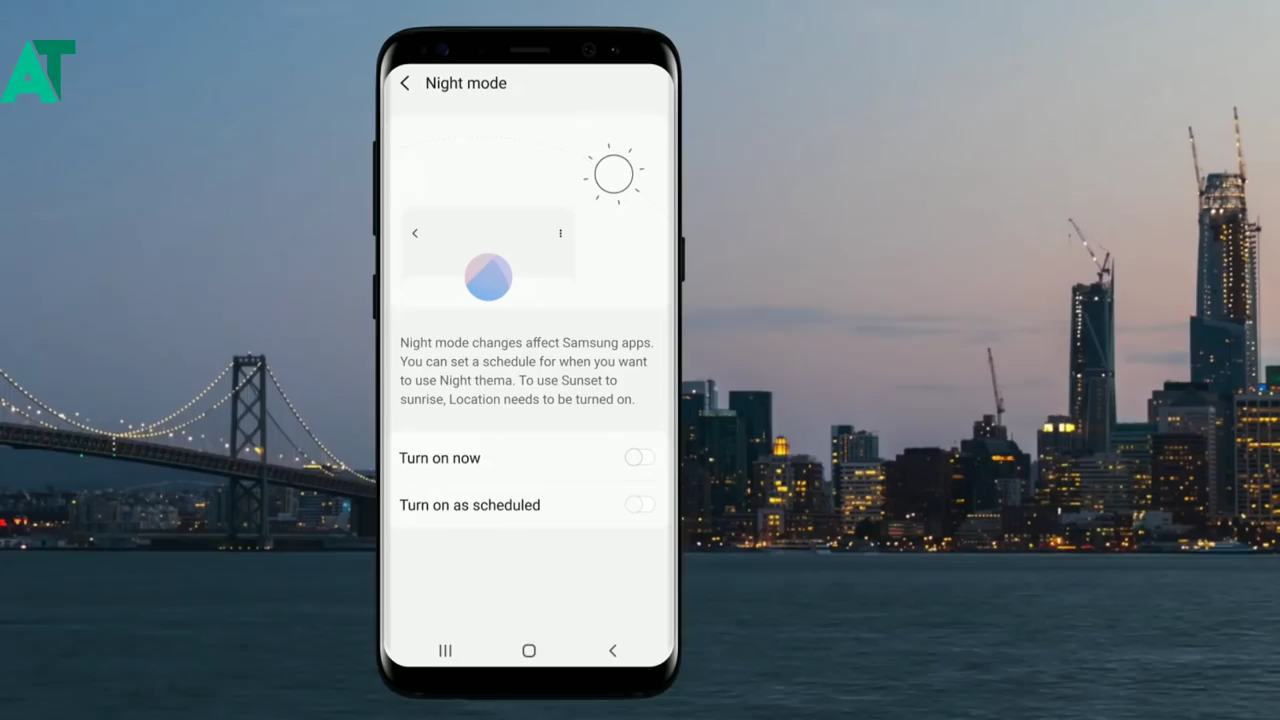 AT
Night mode
Night mode changes affect Samsung apps.
You can set a schedule for when you want
to use Night thema. To use Sunset to
sunrise, Location needs to be turned on.
Turn on now
Turn on as scheduled